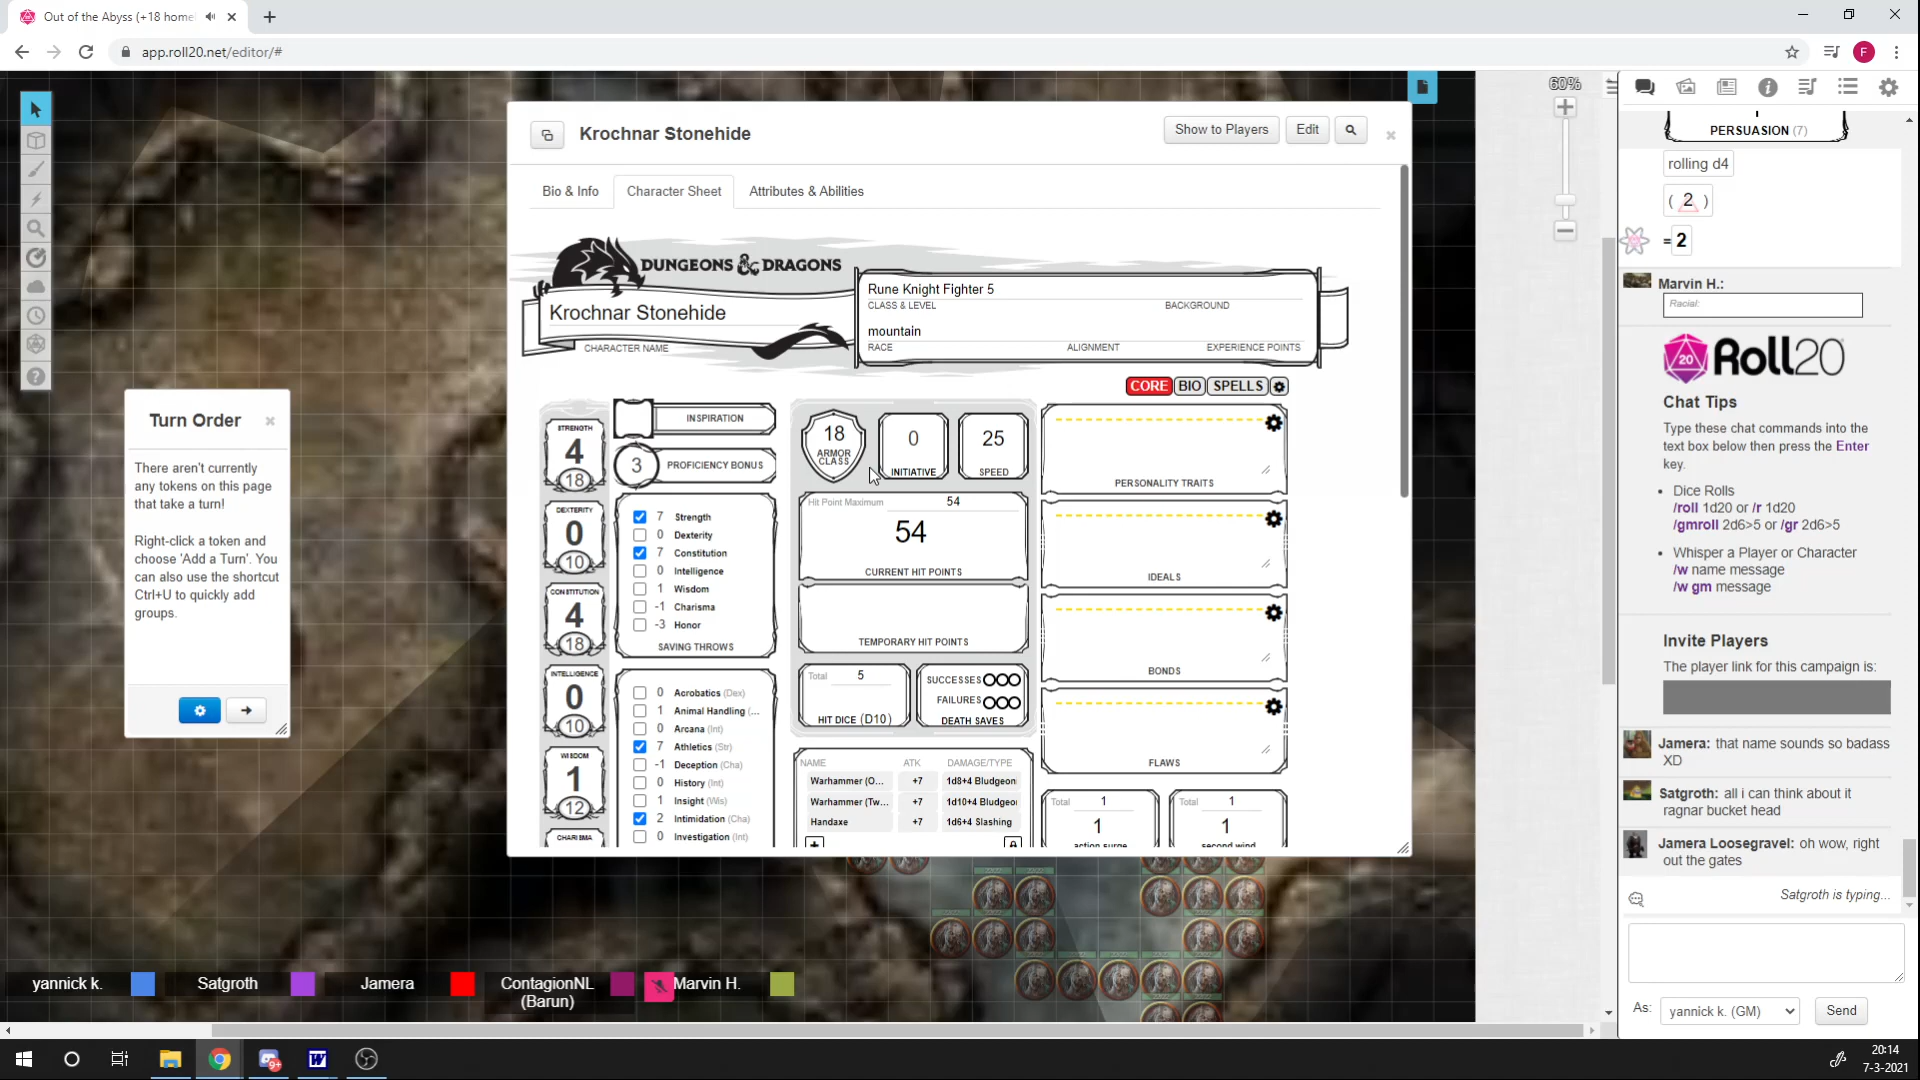 Out of the Abyss (+18 home
app.roll20.net/editor/#
60%
Krochnar Stonehide
Show to Players
Edit
Bio & Info
Character Sheet
Attributes & Abilities
DUNGEONS & DRAGONS
Krochnar Stonehide
CHARACTER NAME
Rune Knight Fighter 5
CLASS & LEVEL
BACKGROUND
mountain
RACE
ALIGNMENT
EXPERIENCE POINTS
CORE
BIO
SPELLS
STRENGTH
4
18
DEXTERITY
0
10
CONSTITUTION
4
18
INTELLIGENCE
0
10
WISDOM
1
12
CHARISMA
INSPIRATION
3
PROFICIENCY BONUS
7 Strength
0 Dexterity
7 Constitution
0 Intelligence
1 Wisdom
-1 Charisma
-3 Honor
SAVING THROWS
0 Acrobatics (Dex)
1 Animal Handling (...
0 Arcana (Int)
7 Athletics (Str)
-1 Deception (Cha)
0 History (Int)
1 Insight (Wis)
2 Intimidation (Cha)
0 Investigation (Int)
18
ARMOR
CLASS
0
INITIATIVE
25
SPEED
Hit Point Maximum 54
54
CURRENT HIT POINTS
TEMPORARY HIT POINTS
Total 5
HIT DICE (D10)
SUCCESSES
FAILURES
DEATH SAVES
NAME ATK DAMAGE/TYPE
Warhammer (O... +7 1d8+4 Bludgeon
Warhammer (Tw... +7 1d10+4 Bludgeo
Handaxe +7 1d6+4 Slashing
PERSONALITY TRAITS
IDEALS
BONDS
FLAWS
Total 1
1
action surge
Total 1
1
second wind
Turn Order
There aren't currently
any tokens on this page
that take a turn!
Right-click a token and
choose 'Add a Turn'. You
can also use the shortcut
Ctrl+U to quickly add
groups.
PERSUASION (7)
rolling d4
( 2 )
=2
Marvin H.:
Racial:
20
Roll20
Chat Tips
Type these chat commands into the
text box below then press the Enter
key.
• Dice Rolls
/roll 1d20 or /r 1d20
/gmroll 2d6>5 or /gr 2d6>5
• Whisper a Player or Character
/w name message
/w gm message
Invite Players
The player link for this campaign is:
Jamera: that name sounds so badass
XD
Satgroth: all i can think about it
ragnar bucket head
Jamera Loosegravel: oh wow, right
out the gates
Satgroth is typing...
As:
yannick k. (GM)
Send
yannick k.
Satgroth
Jamera
ContagionNL
(Barun)
Marvin H.
F
9+
W
20:14
7-3-2021